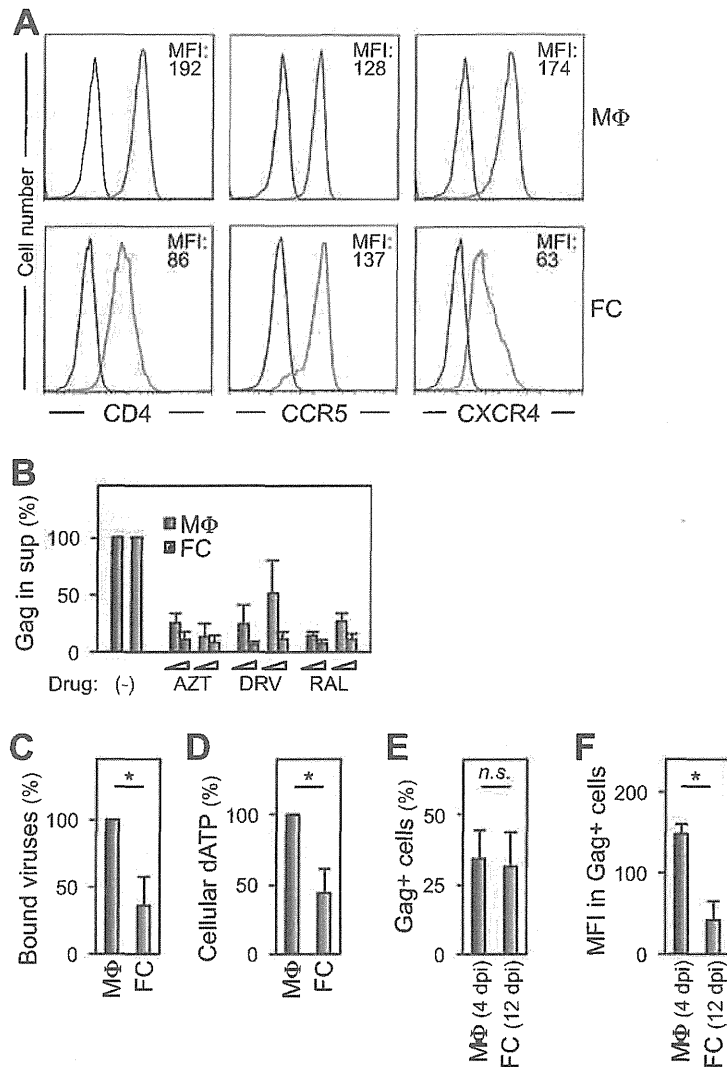 A
Cell number
MFI:
192
MFI:
128
MFI:
174
MΦ
MFI:
86
MFI:
137
MFI:
63
FC
CD4
CCR5
CXCR4
B
Gag in sup (%)
100
50
0
MΦ
FC
Drug:
(-)
AZT
DRV
RAL
C
Bound viruses (%)
100
50
0
*
MΦ
FC
D
Cellular dATP (%)
100
50
0
*
MΦ
FC
E
Gag+ cells (%)
50
25
0
n.s.
MΦ (4 dpi)
FC (12 dpi)
F
MFI in Gag+ cells
200
100
0
*
MΦ (4 dpi)
FC (12 dpi)